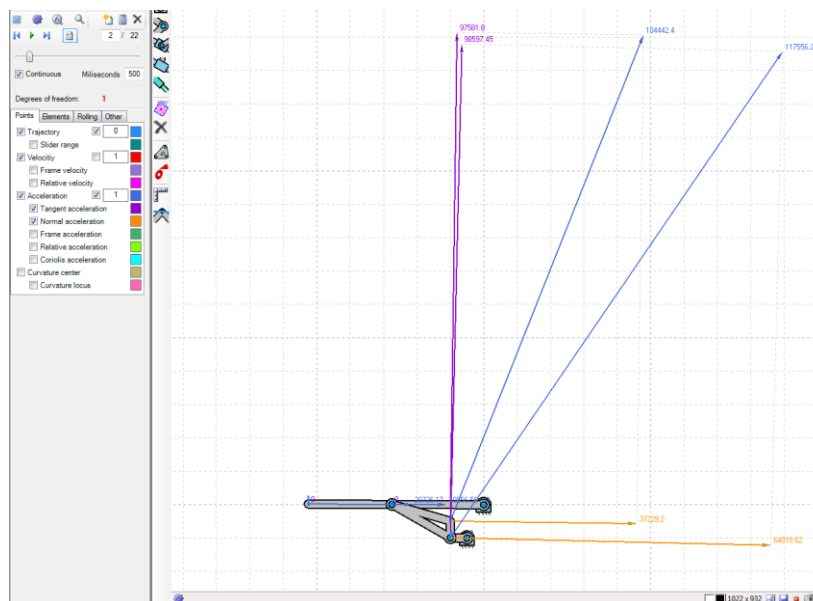 2 / 22
Continuous Miliseconds 500
Degrees of freedom: 1
Points Elements Rolling Other
Trajectory 0
Slider range
Velocitiy 1
Frame velocity
Relative velocity
Acceleration 1
Tangent acceleration
Normal acceleration
Frame acceleration
Relative acceleration
Coriolis acceleration
Curvature center
Curvature locus
97581.8
98597.45
104442.4
117556.2
37229.2
64015.62
1022 x 932